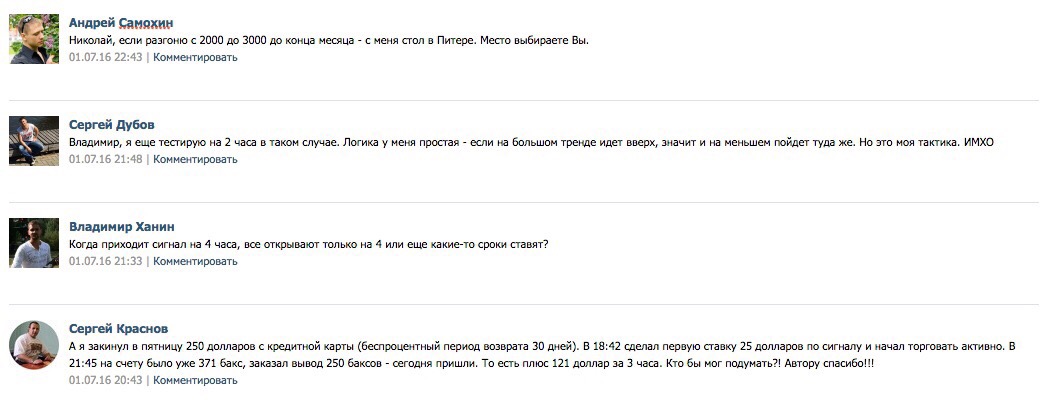 Андрей Самохин
Николай, если разгоню с 2000 до 3000 до конца месяца - с меня стол в Питере. Место выбираете Вы.
01.07.16 22:43 | Комментировать
Сергей Дубов
Владимир, я еще тестирую на 2 часа в таком случае. Логика у меня простая - если на большом тренде идет вверх, значит и на меньшем пойдет туда же. Но это моя тактика. ИМХО
01.07.16 21:48 | Комментировать
Владимир Ханин
Когда приходит сигнал на 4 часа, все открывают только на 4 или еще какие-то сроки ставят?
01.07.16 21:33 | Комментировать
Сергей Краснов
А я закинул в пятницу 250 долларов с кредитной карты (беспроцентный период возврата 30 дней). В 18:42 сделал первую ставку 25 долларов по сигналу и начал торговать активно. В
21:45 на счету было уже 371 бакс, заказал вывод 250 баксов - сегодня пришли. То есть плюс 121 доллар за 3 часа. Кто бы мог подумать?! Автору спасибо!!!
01.07.16 20:43 | Комментировать